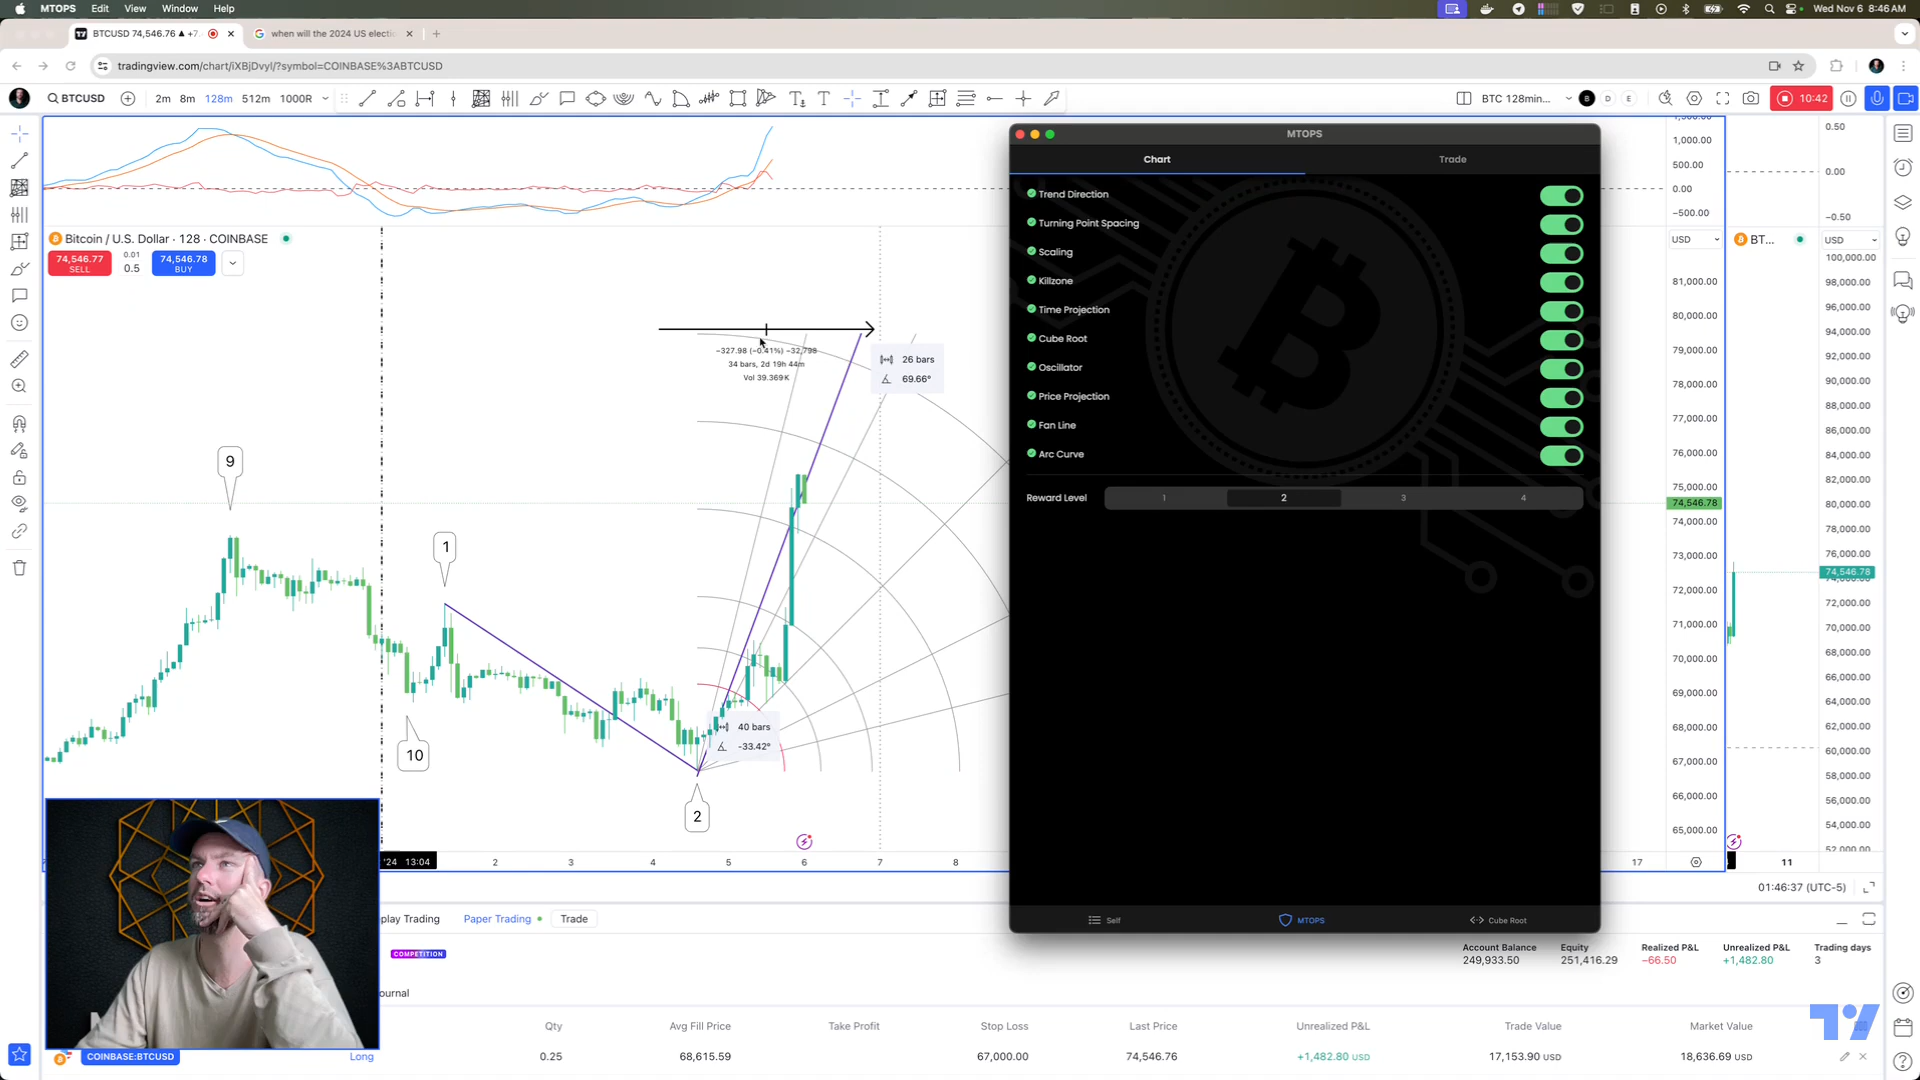 MTOPS Edit View Window Help
Wed Nov 6 8:46 AM
BTCUSD 74,546.76 ▲ +7. ×
when will the 2024 US electi ×
tradingview.com/chart/iXBjDvyl/?symbol=COINBASE%3ABTCUSD
BTCUSD
2m 8m 128m 512m 1000R
BTC 128min...
B D E
10:42
Bitcoin / U.S. Dollar · 128 · COINBASE
74,546.77
SELL
0.01
0.5
74,546.78
BUY
−327.98 (−0.41%) −32,798
34 bars, 2d 19h 44m
Vol 39.369K
26 bars
69.66°
9
1
10
40 bars
-33.42°
2
'24 13:04
2 3 4 5 6 7 8
17
11
MTOPS
Chart Trade
Trend Direction
Turning Point Spacing
Scaling
Killzone
Time Projection
Cube Root
Oscillator
Price Projection
Fan Line
Arc Curve
Reward Level 1 2 3 4
Self MTOPS Cube Root
1,000.00
500.00
0.00
−500.00
USD
81,000.00
80,000.00
79,000.00
78,000.00
77,000.00
76,000.00
75,000.00
74,546.78
74,000.00
73,000.00
72,000.00
71,000.00
70,000.00
69,000.00
68,000.00
67,000.00
66,000.00
65,000.00
0.50
0.00
−0.50
BT...
USD
100,000.00
98,000.00
96,000.00
94,000.00
92,000.00
90,000.00
88,000.00
86,000.00
84,000.00
82,000.00
80,000.00
78,000.00
76,000.00
74,546.78
72,000.00
70,000.00
68,000.00
66,000.00
64,000.00
62,000.00
60,000.00
58,000.00
56,000.00
54,000.00
52,000.00
01:46:37 (UTC-5)
play Trading Paper Trading Trade
COMPETITION
Account Balance
249,933.50
Equity
251,416.29
Realized P&L
−66.50
Unrealized P&L
+1,482.80
Trading days
3
ournal
Qty Avg Fill Price Take Profit Stop Loss Last Price Unrealized P&L Trade Value Market Value
COINBASE:BTCUSD Long 0.25 68,615.59 67,000.00 74,546.76 +1,482.80 USD 17,153.90 USD 18,636.69 USD